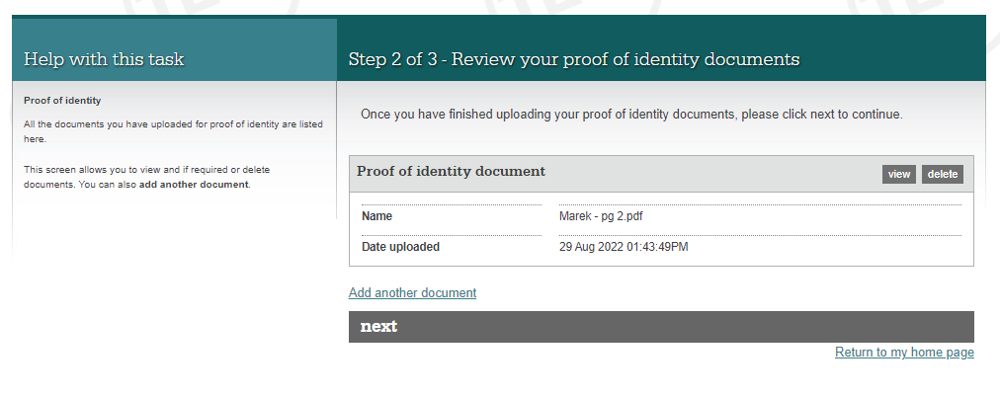 Help with this task
Step 2 of 3 - Review your proof of identity documents
Proof of identity
All the documents you have uploaded for proof of identity are listed
here.
This screen allows you to view and if required or delete
documents. You can also add another document.
Once you have finished uploading your proof of identity documents, please click next to continue.
Proof of identity document
view
delete
Name
Marek - pg 2.pdf
Date uploaded
29 Aug 2022 01:43:49PM
Add another document
next
Return to my home page